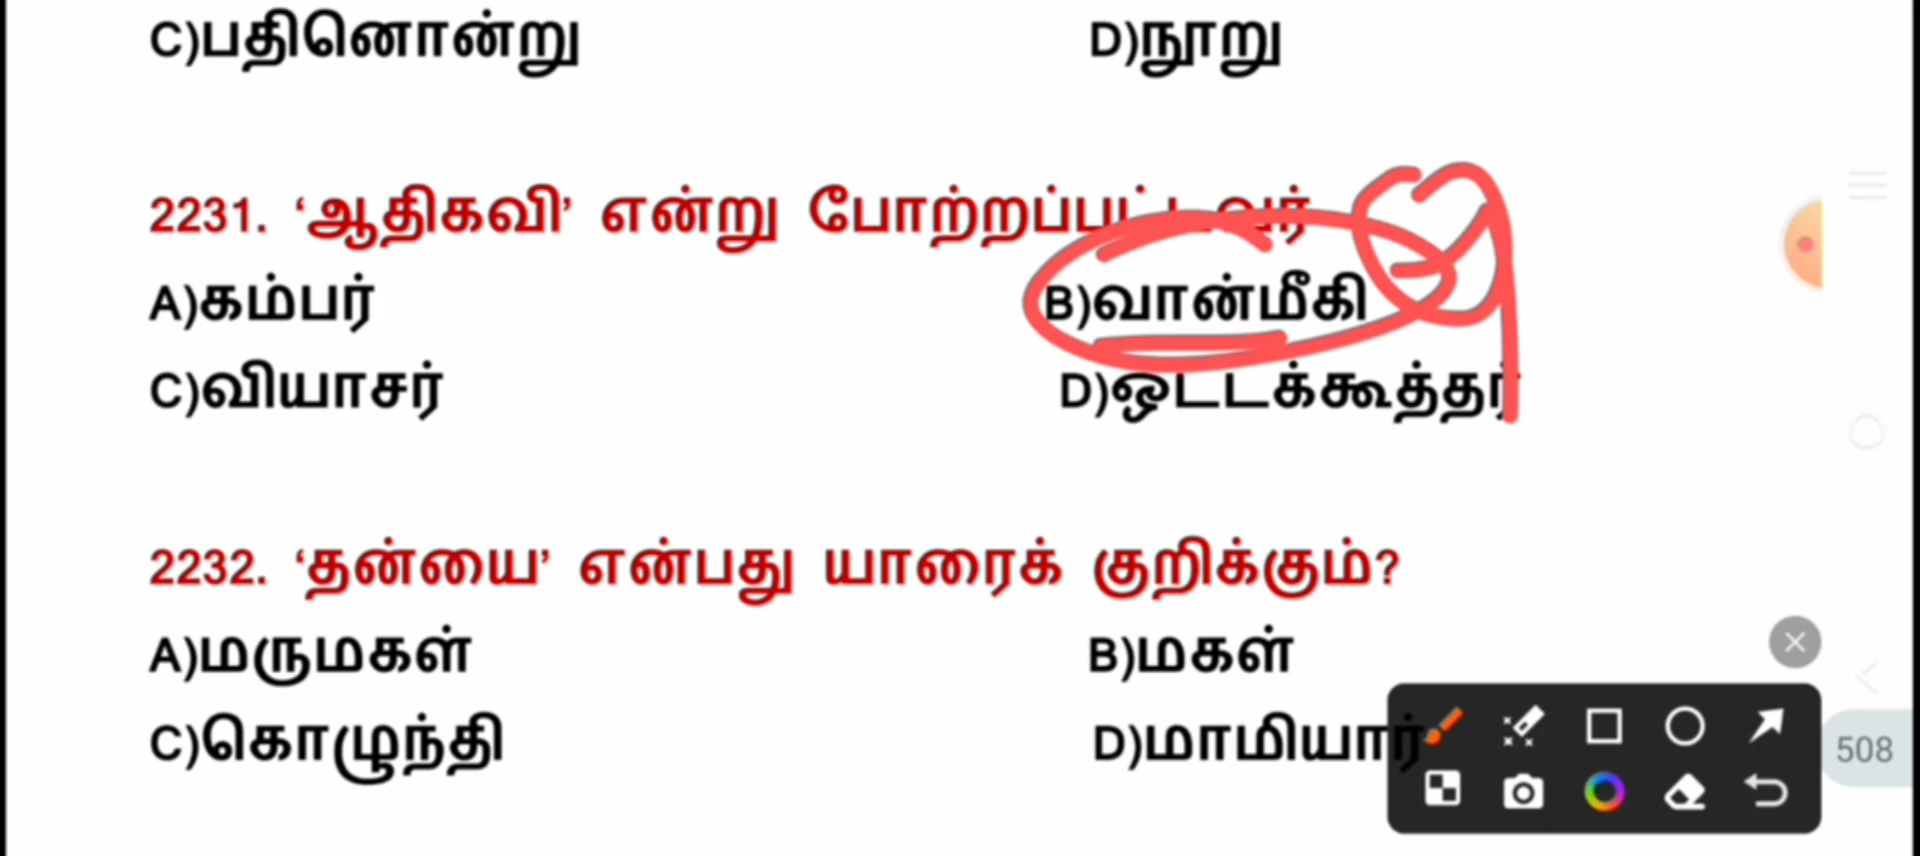 C)பதினொன்று D)நூறு
2231. ‘ஆதிகவி’ என்று போற்றப்பட்டவர்
A)கம்பர் B)வான்மீகி
C)வியாசர் D)ஒட்டக்கூத்தர்
2232. ‘தன்யை’ என்பது யாரைக் குறிக்கும்?
A)மருமகள் B)மகள்
C)கொழுந்தி D)மாமியார்
508